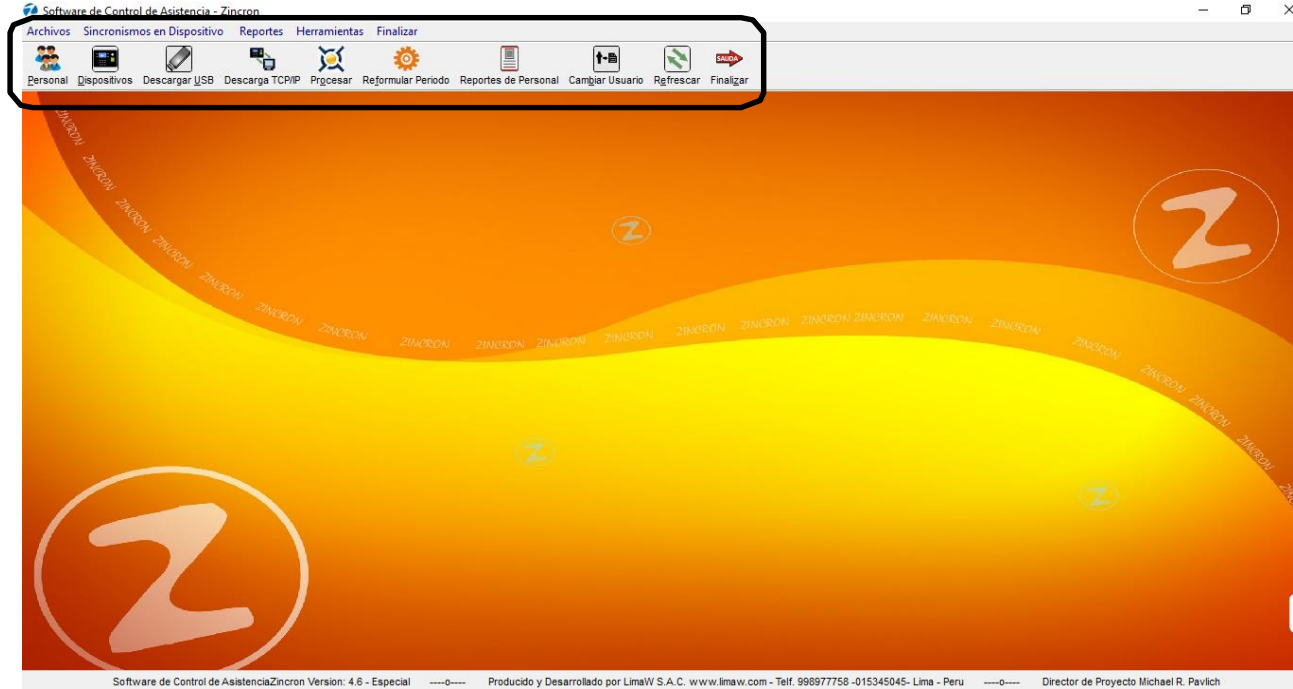 Software de Control de Asistencia - Zincron
Archivos Sincronismos en Dispositivo Reportes Herramientas Finalizar
SALIDA
Personal Dispositivos Descargar USB Descarga TCP/IP Procesar Reformular Periodo Reportes de Personal Cambiar Usuario Refrescar Finalizar
ZINCRON ZINCRON ZINCRON ZINCRON ZINCRON ZINCRON ZINCRON ZINCRON ZINCRON ZINCRON ZINCRON ZINCRON ZINCRON ZINCRON ZINCRON ZINCRON ZINCRON ZINCRON ZINCRON ZINCRON ZINCRON
Z
Z
Z
Z
Z
Software de Control de AsistenciaZincron Version: 4.6 - Especial ----o---- Producido y Desarrollado por LimaW S.A.C. www.limaw.com - Telf. 998977758 -015345045- Lima - Peru ----o---- Director de Proyecto Michael R. Pavlich